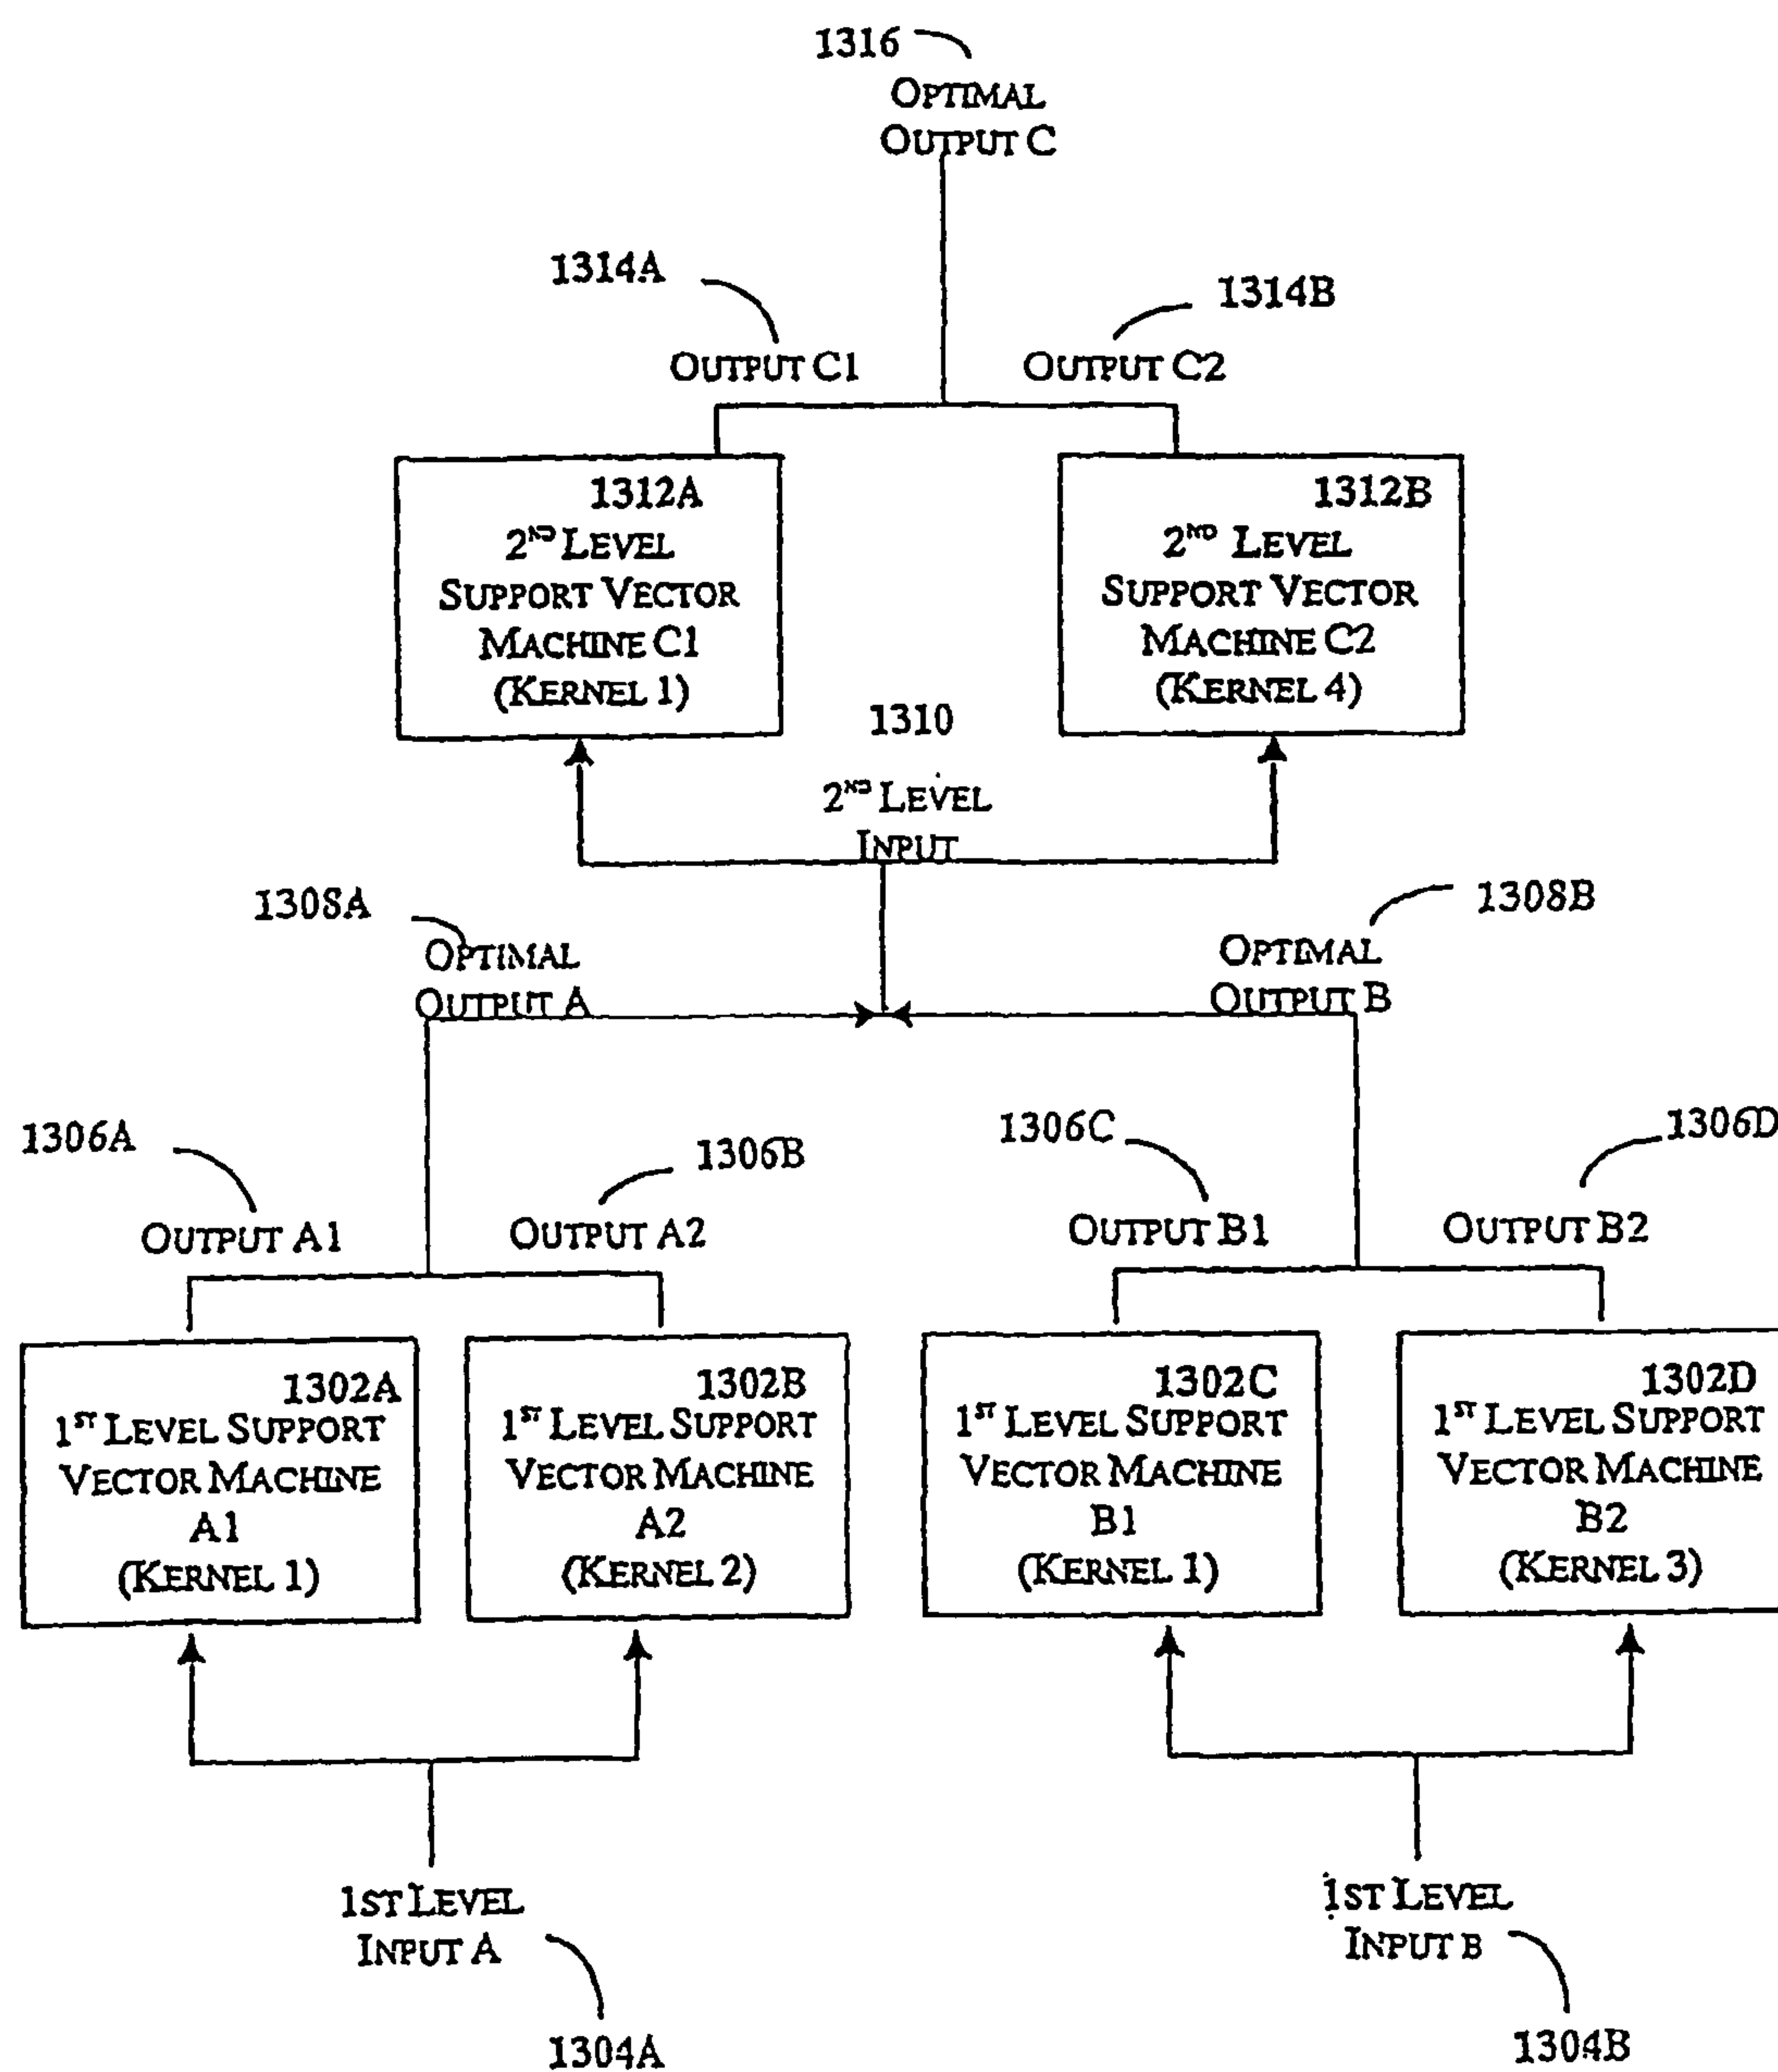 1316
OPTIMAL
OUTPUT C
1314A
1314B
OUTPUT C1
OUTPUT C2
1312A
2ND LEVEL
SUPPORT VECTOR
MACHINE C1
(KERNEL 1)
1312B
2ND LEVEL
SUPPORT VECTOR
MACHINE C2
(KERNEL 4)
1310
2ND LEVEL
INPUT
1308A
OPTIMAL
OUTPUT A
1308B
OPTIMAL
OUTPUT B
1306A
1306B
1306C
1306D
OUTPUT A1
OUTPUT A2
OUTPUT B1
OUTPUT B2
1302A
1ST LEVEL SUPPORT
VECTOR MACHINE
A1
(KERNEL 1)
1302B
1ST LEVEL SUPPORT
VECTOR MACHINE
A2
(KERNEL 2)
1302C
1ST LEVEL SUPPORT
VECTOR MACHINE
B1
(KERNEL 1)
1302D
1ST LEVEL SUPPORT
VECTOR MACHINE
B2
(KERNEL 3)
1ST LEVEL
INPUT A
1304A
1ST LEVEL
INPUT B
1304B